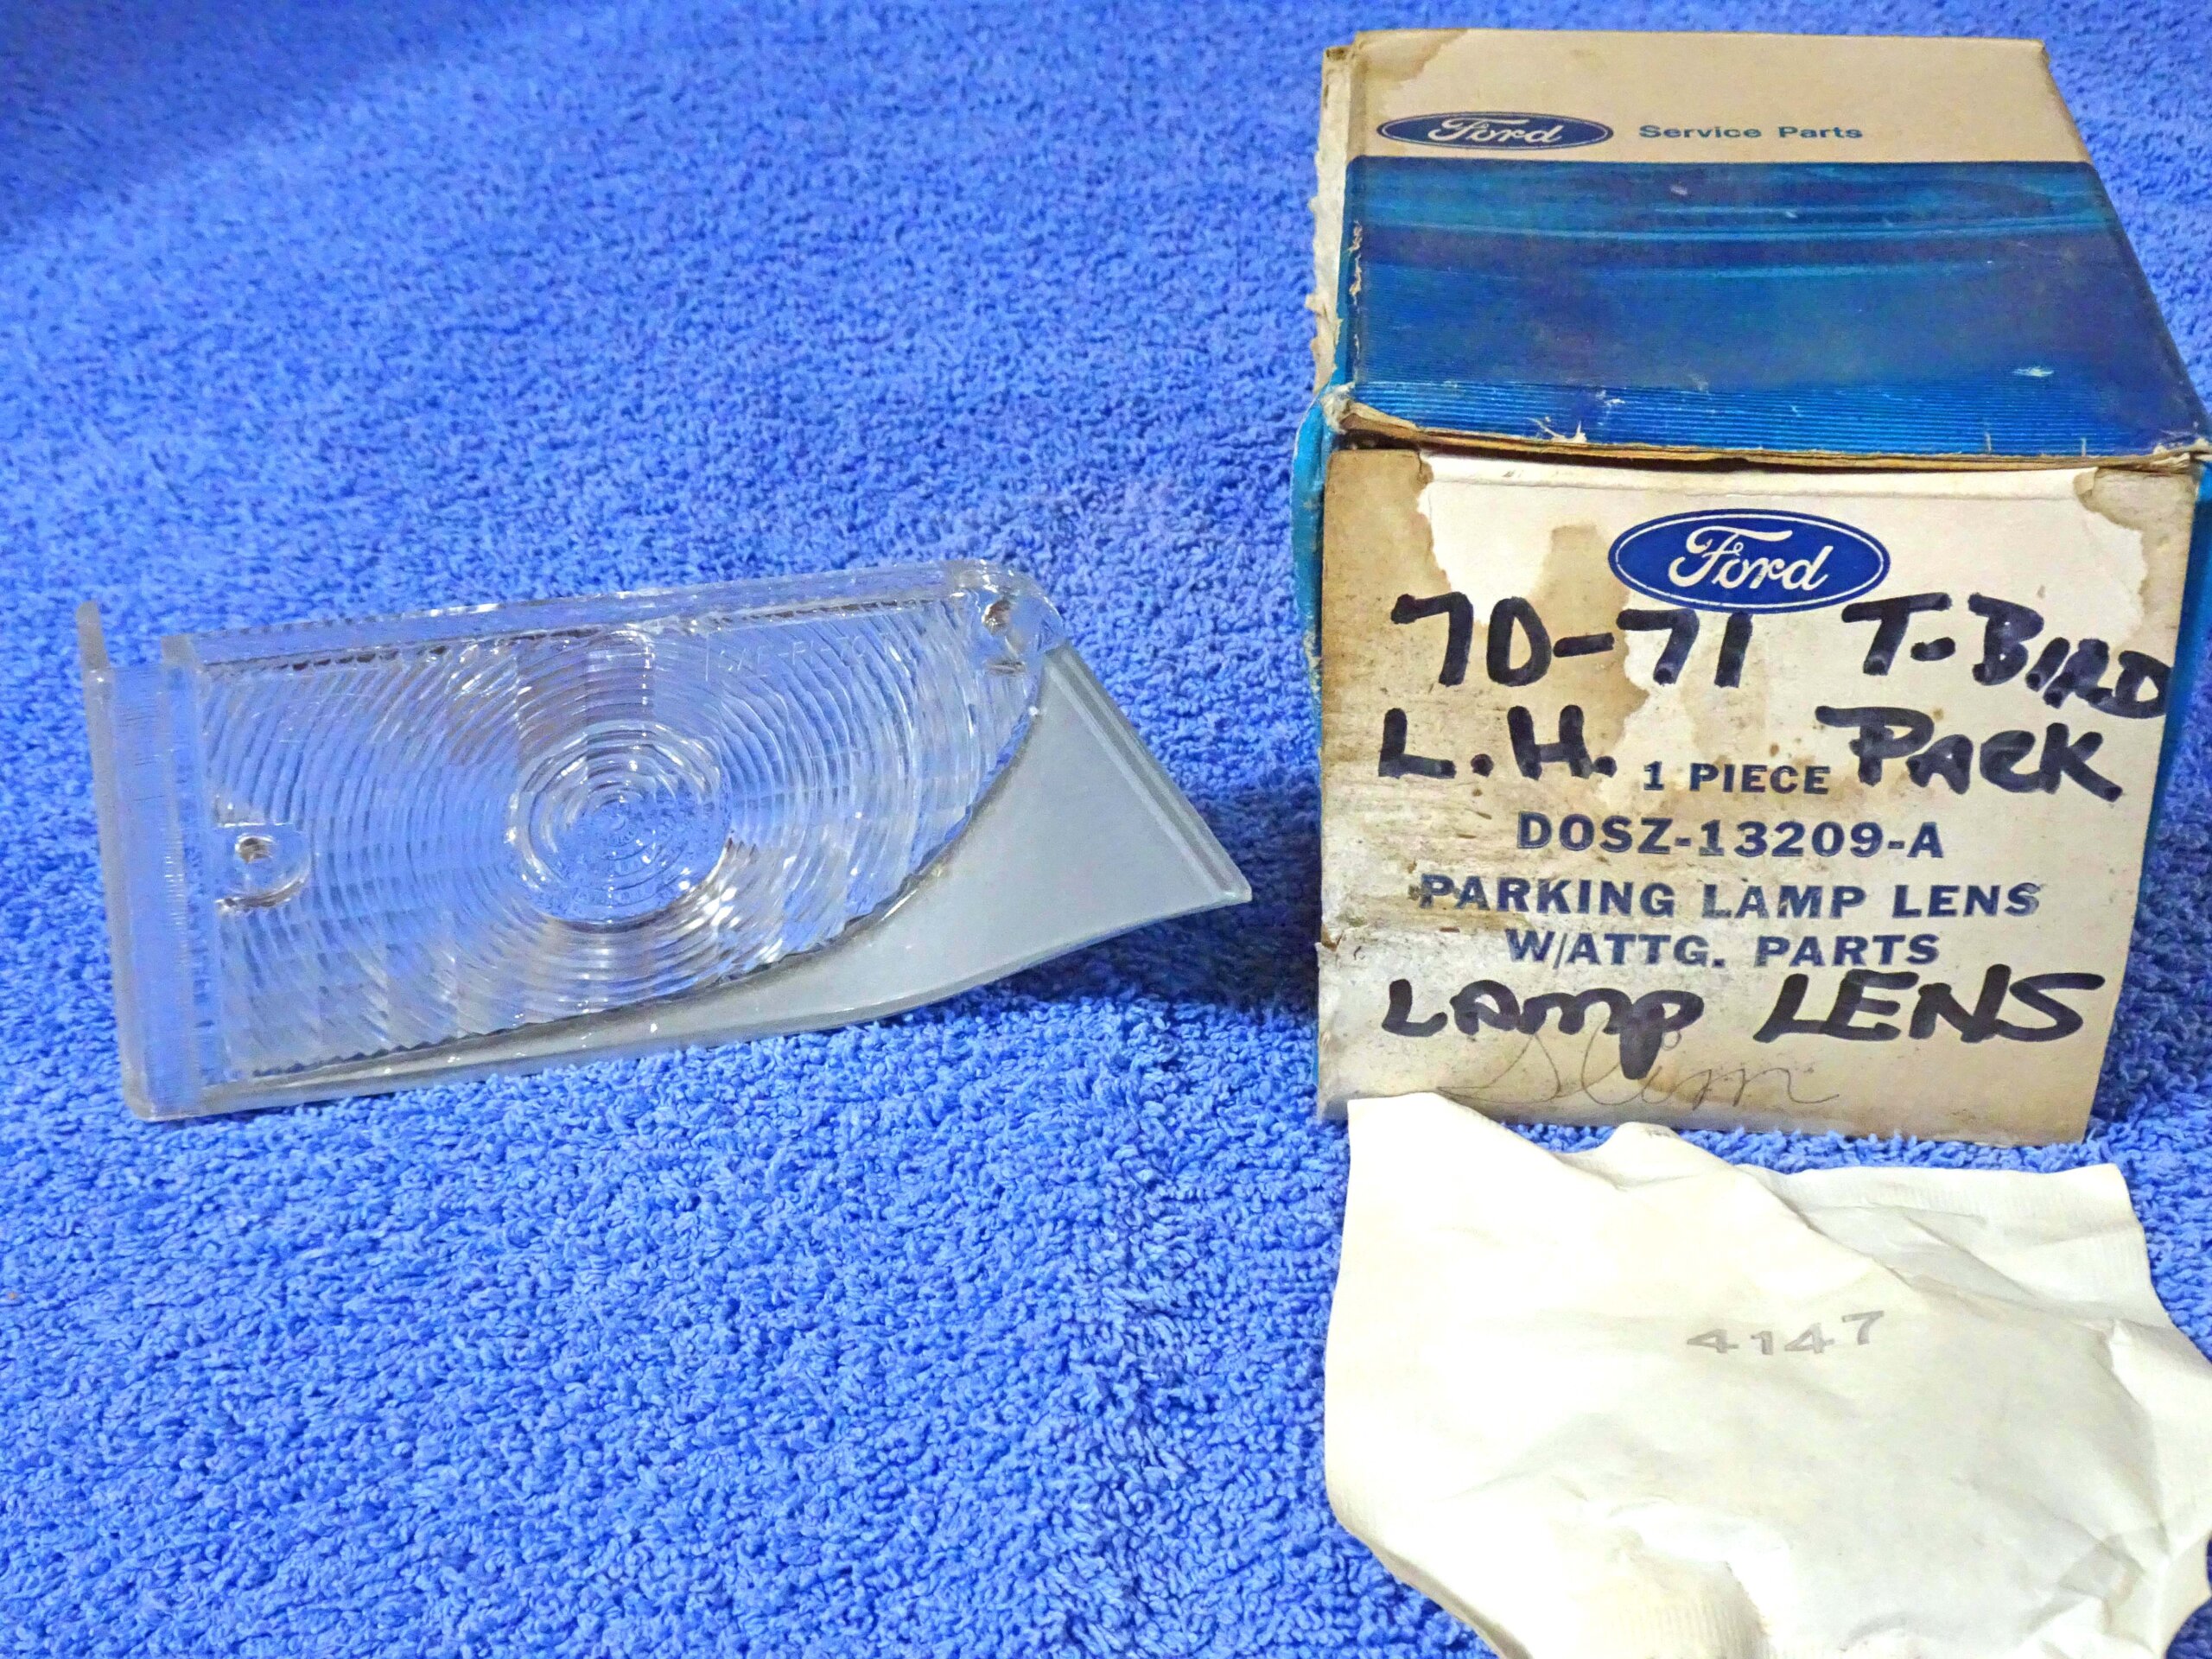 Ford Service Parts
Ford
70-71 T-BIRD
L.H. PACK
1 PIECE
DOSZ-13209-A
PARKING LAMP LENS
W/ATTG. PARTS
LAMP LENS
4147